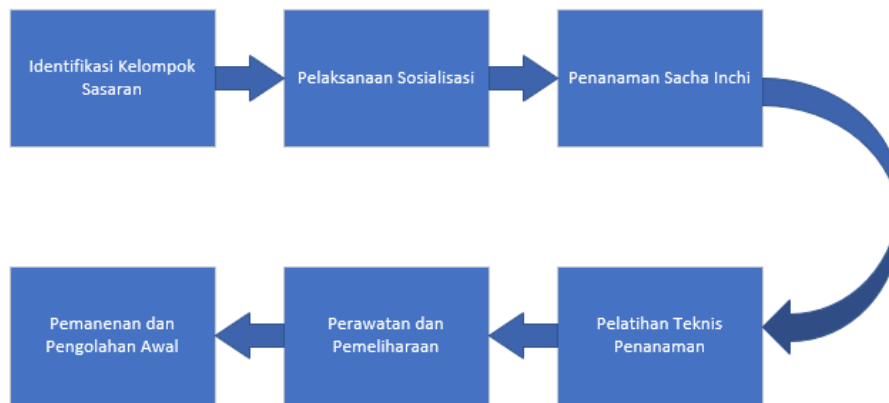 Identifikasi Kelompok
Sasaran
Pelaksanaan Sosialisasi
Penanaman Sacha Inchi
Pelatihan Teknis
Penanaman
Perawatan dan
Pemeliharaan
Pemanenan dan
Pengolahan Awal